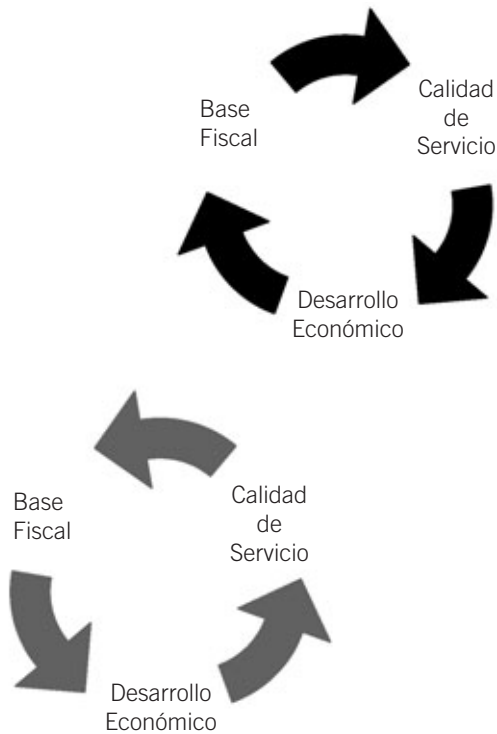 Base
Fiscal
Calidad
de
Servicio
Desarrollo
Económico
Base
Fiscal
Calidad
de
Servicio
Desarrollo
Económico